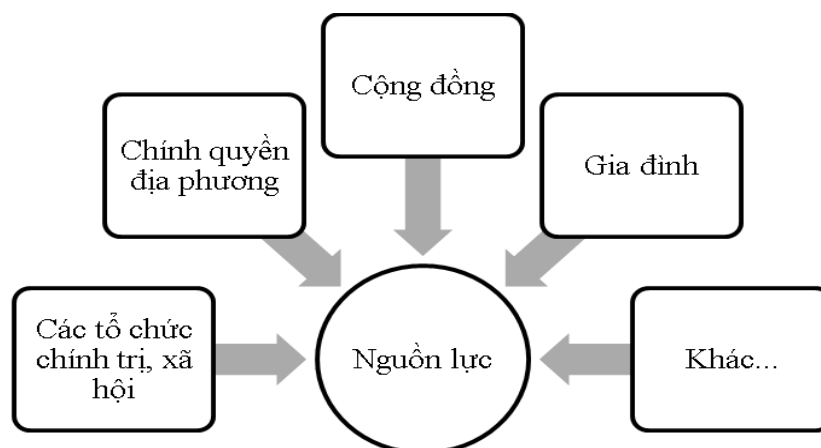 Cộng đồng
Chính quyền
địa phương
Gia đình
Các tổ chức
chính trị, xã
hội
Nguồn lực
Khác...